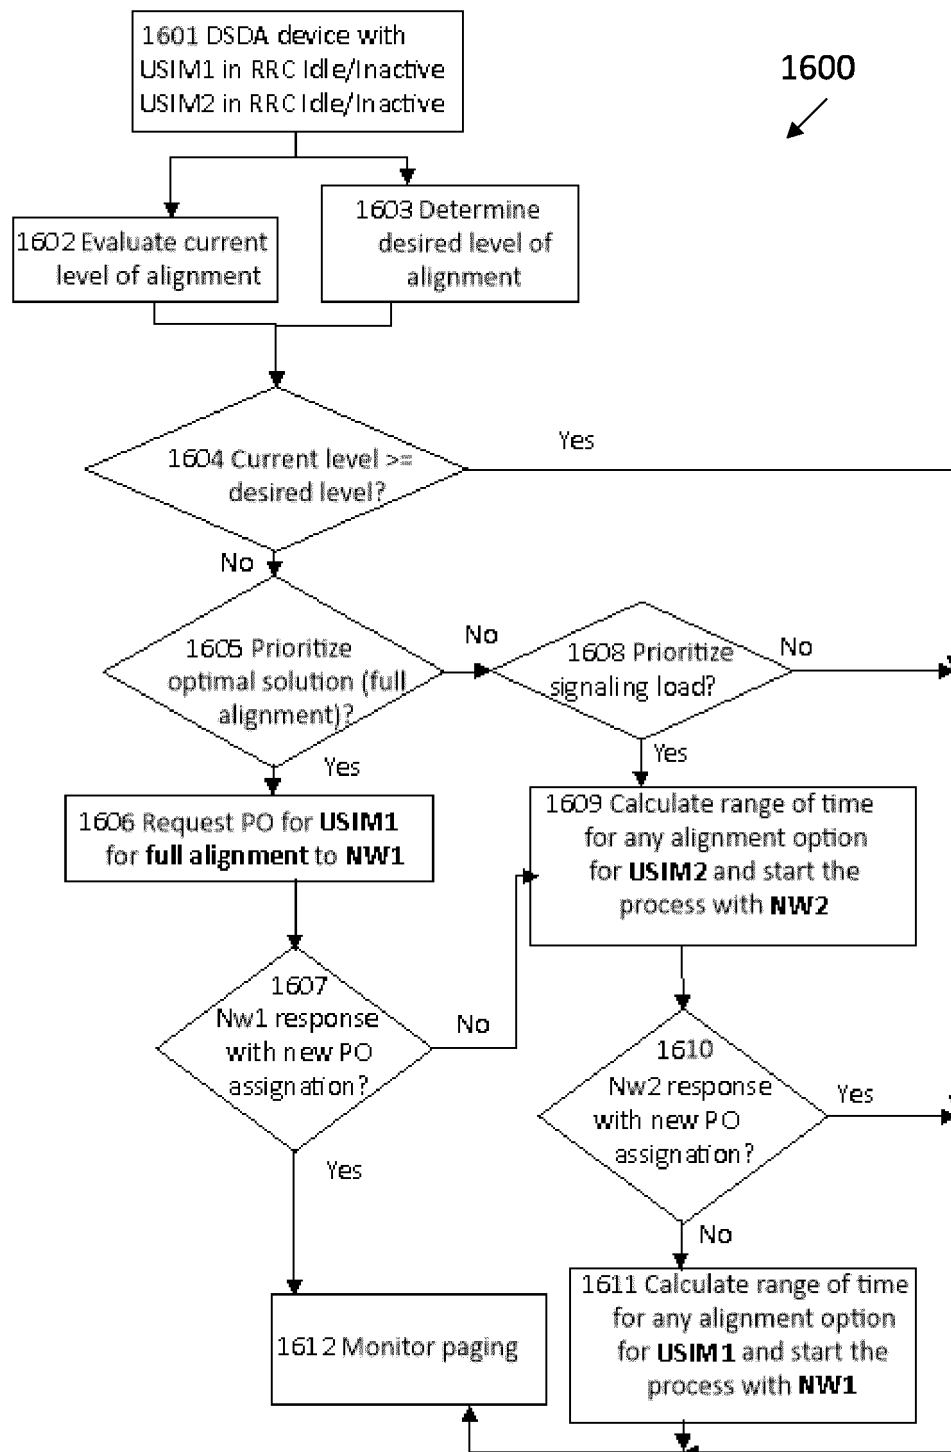 1601 DSDA device with
USIM1 in RRC Idle/Inactive
USIM2 in RRC Idle/Inactive
1600
1602 Evaluate current
level of alignment
1603 Determine
desired level of
alignment
1604 Current level >=
desired level?
Yes
No
1605 Prioritize
optimal solution (full
alignment)?
No
Yes
1608 Prioritize
signaling load?
No
Yes
1606 Request PO for USIM1
for full alignment to NW1
1609 Calculate range of time
for any alignment option
for USIM2 and start the
process with NW2
1607
Nw1 response
with new PO
assignation?
No
Yes
1610
Nw2 response
with new PO
assignation?
Yes
No
1611 Calculate range of time
for any alignment option
for USIM1 and start the
process with NW1
1612 Monitor paging